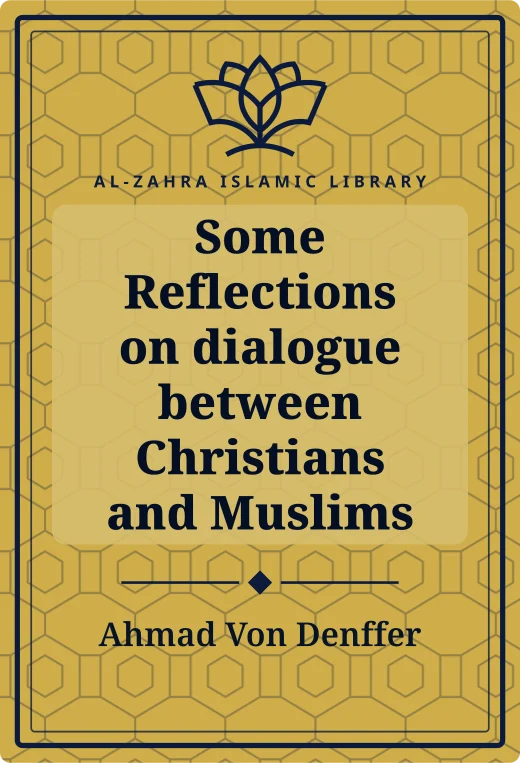 AL-ZAHRA ISLAMIC LIBRARY
Some
Reflections
on dialogue
between
Christians
and Muslims
Ahmad Von Denffer